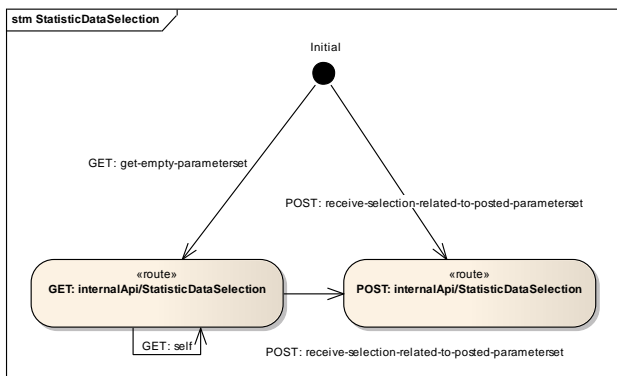 stm StatisticDataSelection
Initial
GET: get-empty-parameterset
POST: receive-selection-related-to-posted-parameterset
«route»
GET: internalApi/StatisticDataSelection
«route»
POST: internalApi/StatisticDataSelection
GET: self
POST: receive-selection-related-to-posted-parameterset